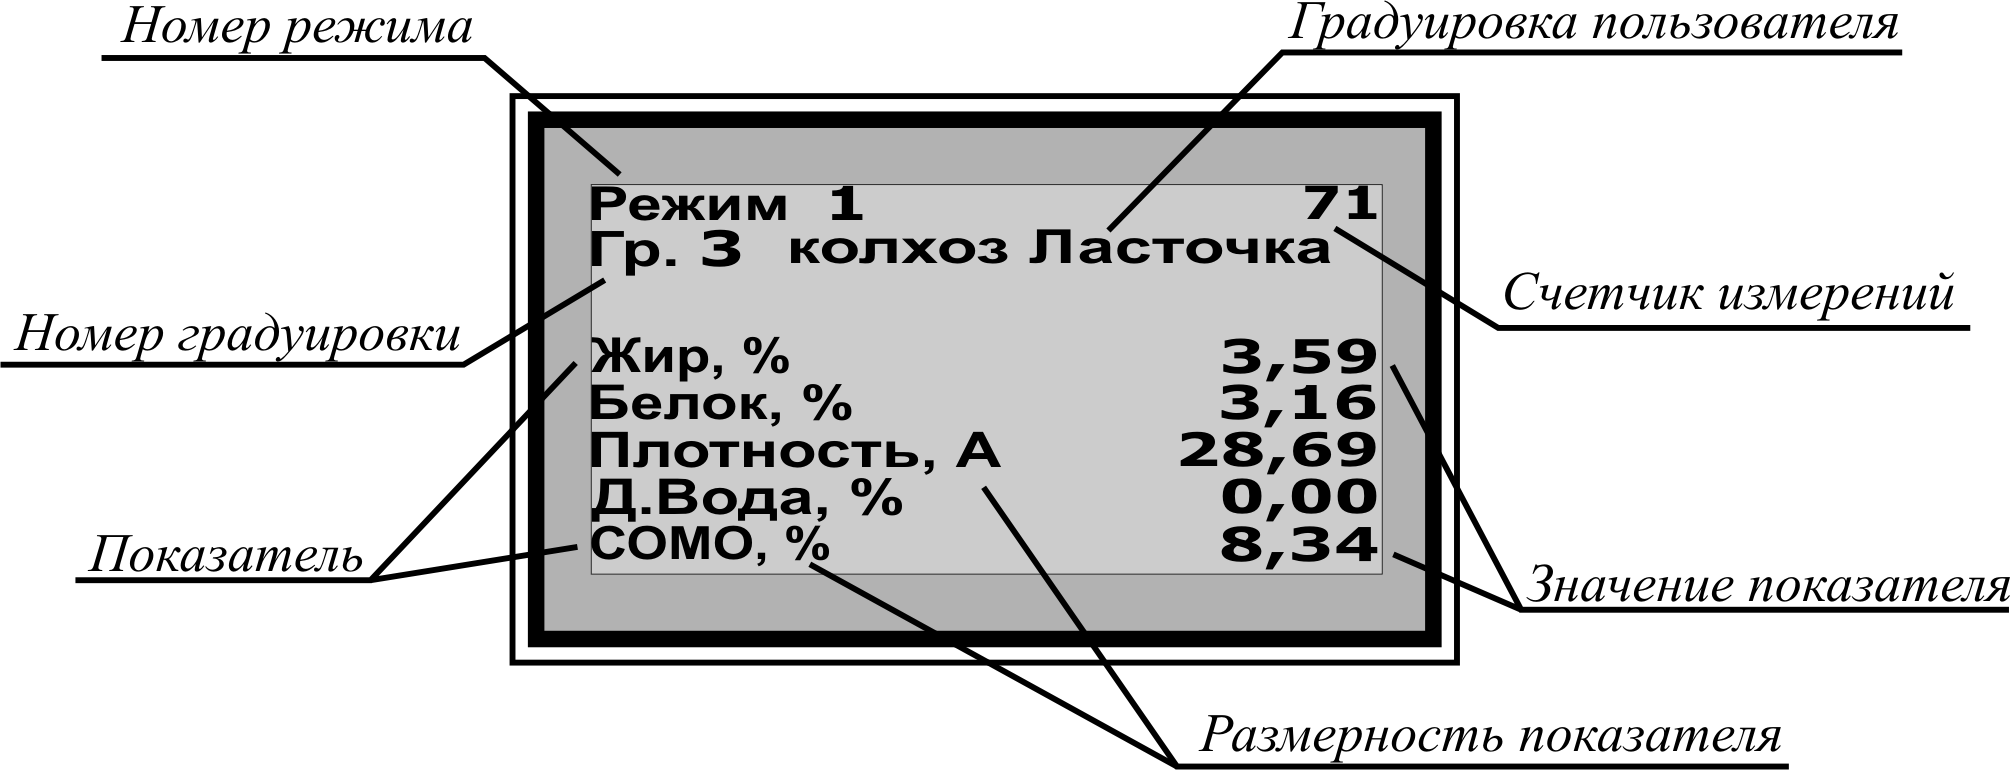 Номер режима
Градуировка пользователя
Режим 1 71
Гр. 3 колхоз Ласточка
Счетчик измерений
Номер градуировки
Жир, % 3,59
Белок, % 3,16
Плотность, А 28,69
Д.Вода, % 0,00
СОМО, % 8,34
Показатель
Значение показателя
Размерность показателя